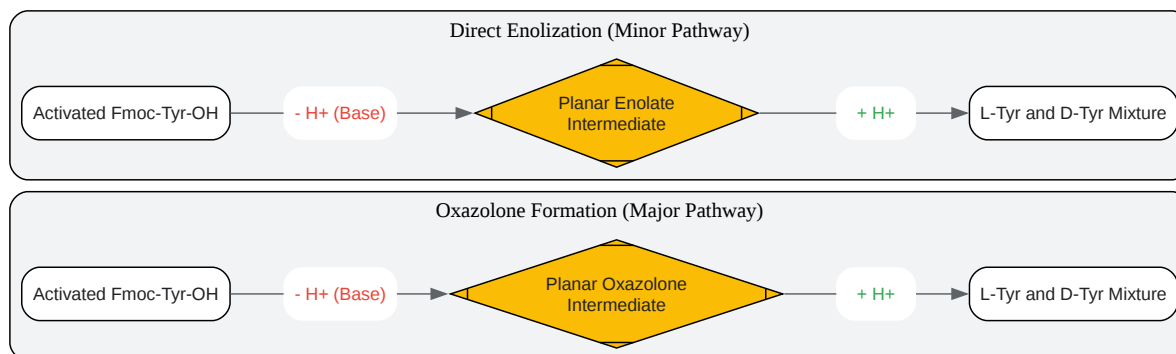 Direct Enolization (Minor Pathway)
Activated Fmoc-Tyr-OH
- H+ (Base)
Planar Enolate
Intermediate
+ H+
L-Tyr and D-Tyr Mixture
Oxazolone Formation (Major Pathway)
Activated Fmoc-Tyr-OH
- H+ (Base)
Planar Oxazolone
Intermediate
+ H+
L-Tyr and D-Tyr Mixture